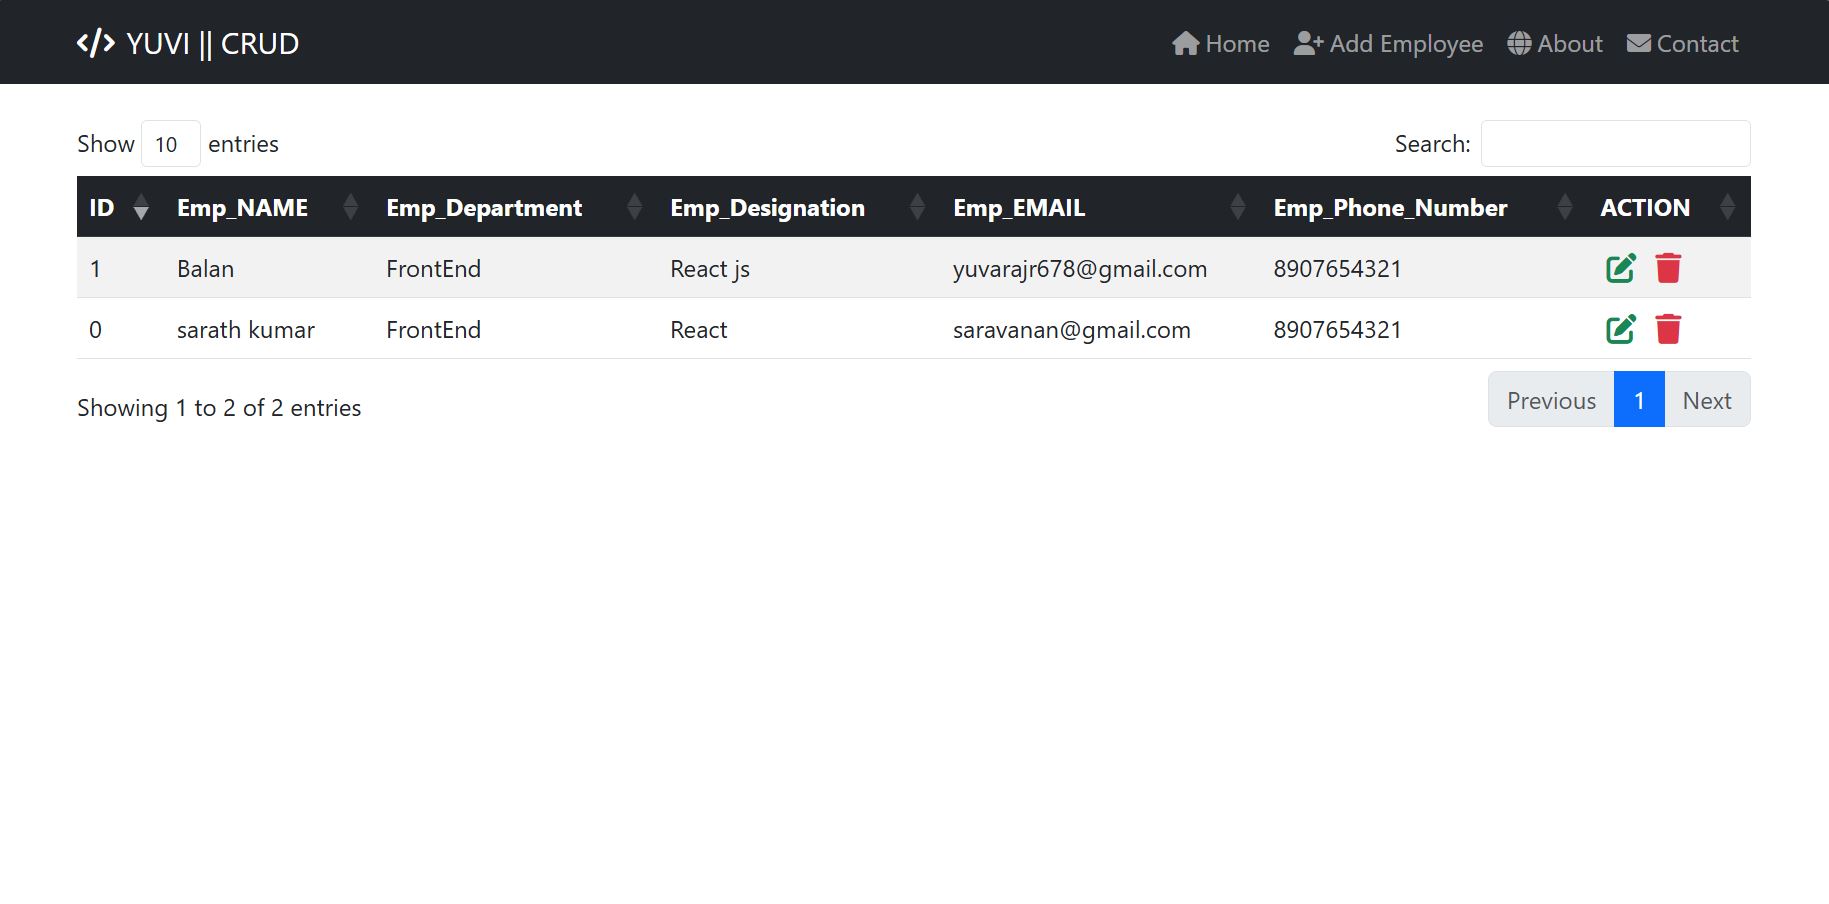 YUVI || CRUD Home Add Employee About Contact
Show 10 entries Search:
ID Emp_NAME Emp_Department Emp_Designation Emp_EMAIL Emp_Phone_Number ACTION
1 Balan FrontEnd React js yuvarajr678@gmail.com 8907654321
0 sarath kumar FrontEnd React saravanan@gmail.com 8907654321
Showing 1 to 2 of 2 entries Previous 1 Next